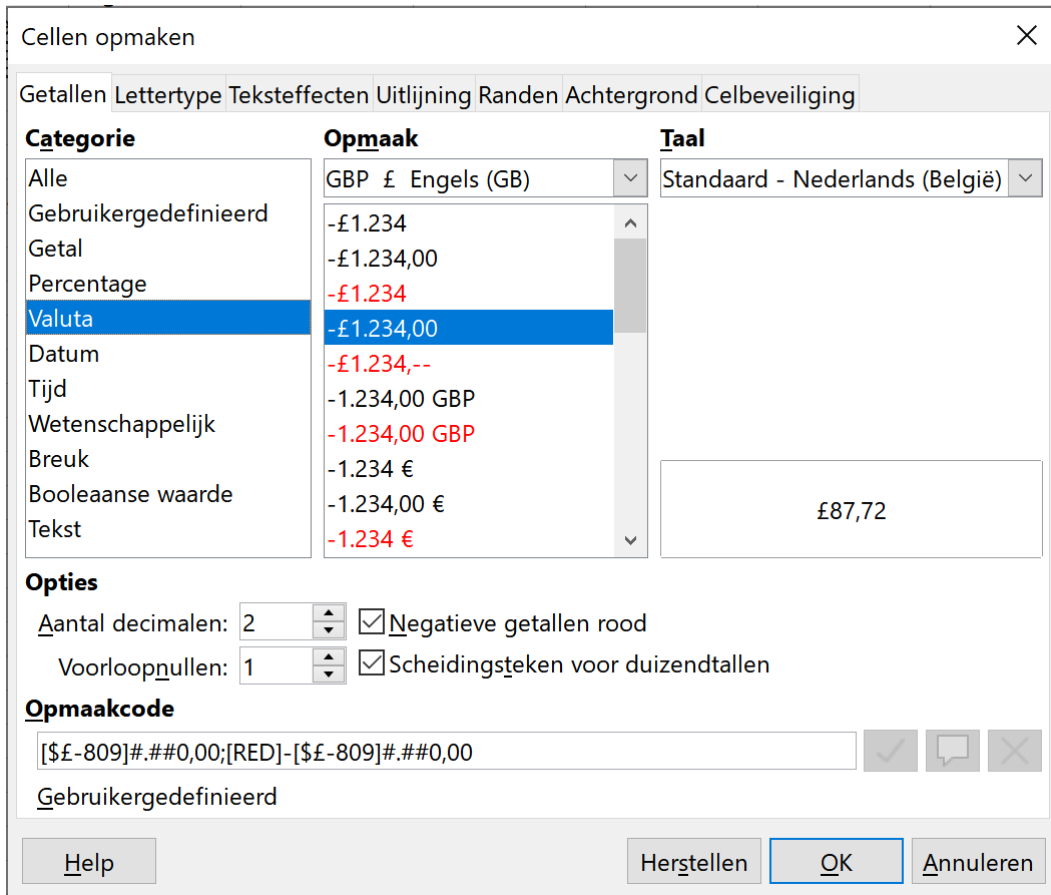 Cellen opmaken
Getallen Lettertype Teksteffecten Uitlijning Randen Achtergrond Celbeveiliging
Categorie
Alle
Gebruikergedefinieerd
Getal
Percentage
Valuta
Datum
Tijd
Wetenschappelijk
Breuk
Booleaanse waarde
Tekst
Opmaak
GBP £ Engels (GB)
-£1.234
-£1.234,00
-£1.234
-£1.234,00
-£1.234,--
-1.234,00 GBP
-1.234,00 GBP
-1.234 €
-1.234,00 €
-1.234 €
Taal
Standaard - Nederlands (België)
£87,72
Opties
Aantal decimalen: 2
Negatieve getallen rood
Voorloopnullen: 1
Scheidingsteken voor duizendtallen
Opmaakcode
[$£-809]#.##0,00;[RED]-[$£-809]#.##0,00
Gebruikergedefinieerd
Help
Herstellen
OK
Annuleren